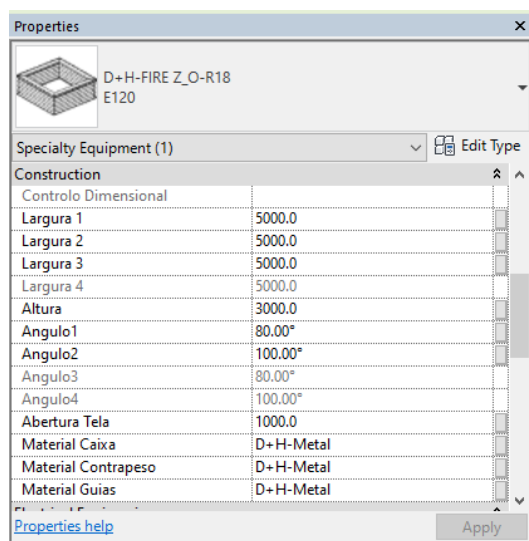 Properties
D+H-FIRE Z_O-R18
E120
Specialty Equipment (1) Edit Type
Construction
Controlo Dimensional
Largura 1 5000.0
Largura 2 5000.0
Largura 3 5000.0
Largura 4 5000.0
Altura 3000.0
Angulo1 80.00°
Angulo2 100.00°
Angulo3 80.00°
Angulo4 100.00°
Abertura Tela 1000.0
Material Caixa D+H-Metal
Material Contrapeso D+H-Metal
Material Guias D+H-Metal
Properties help Apply